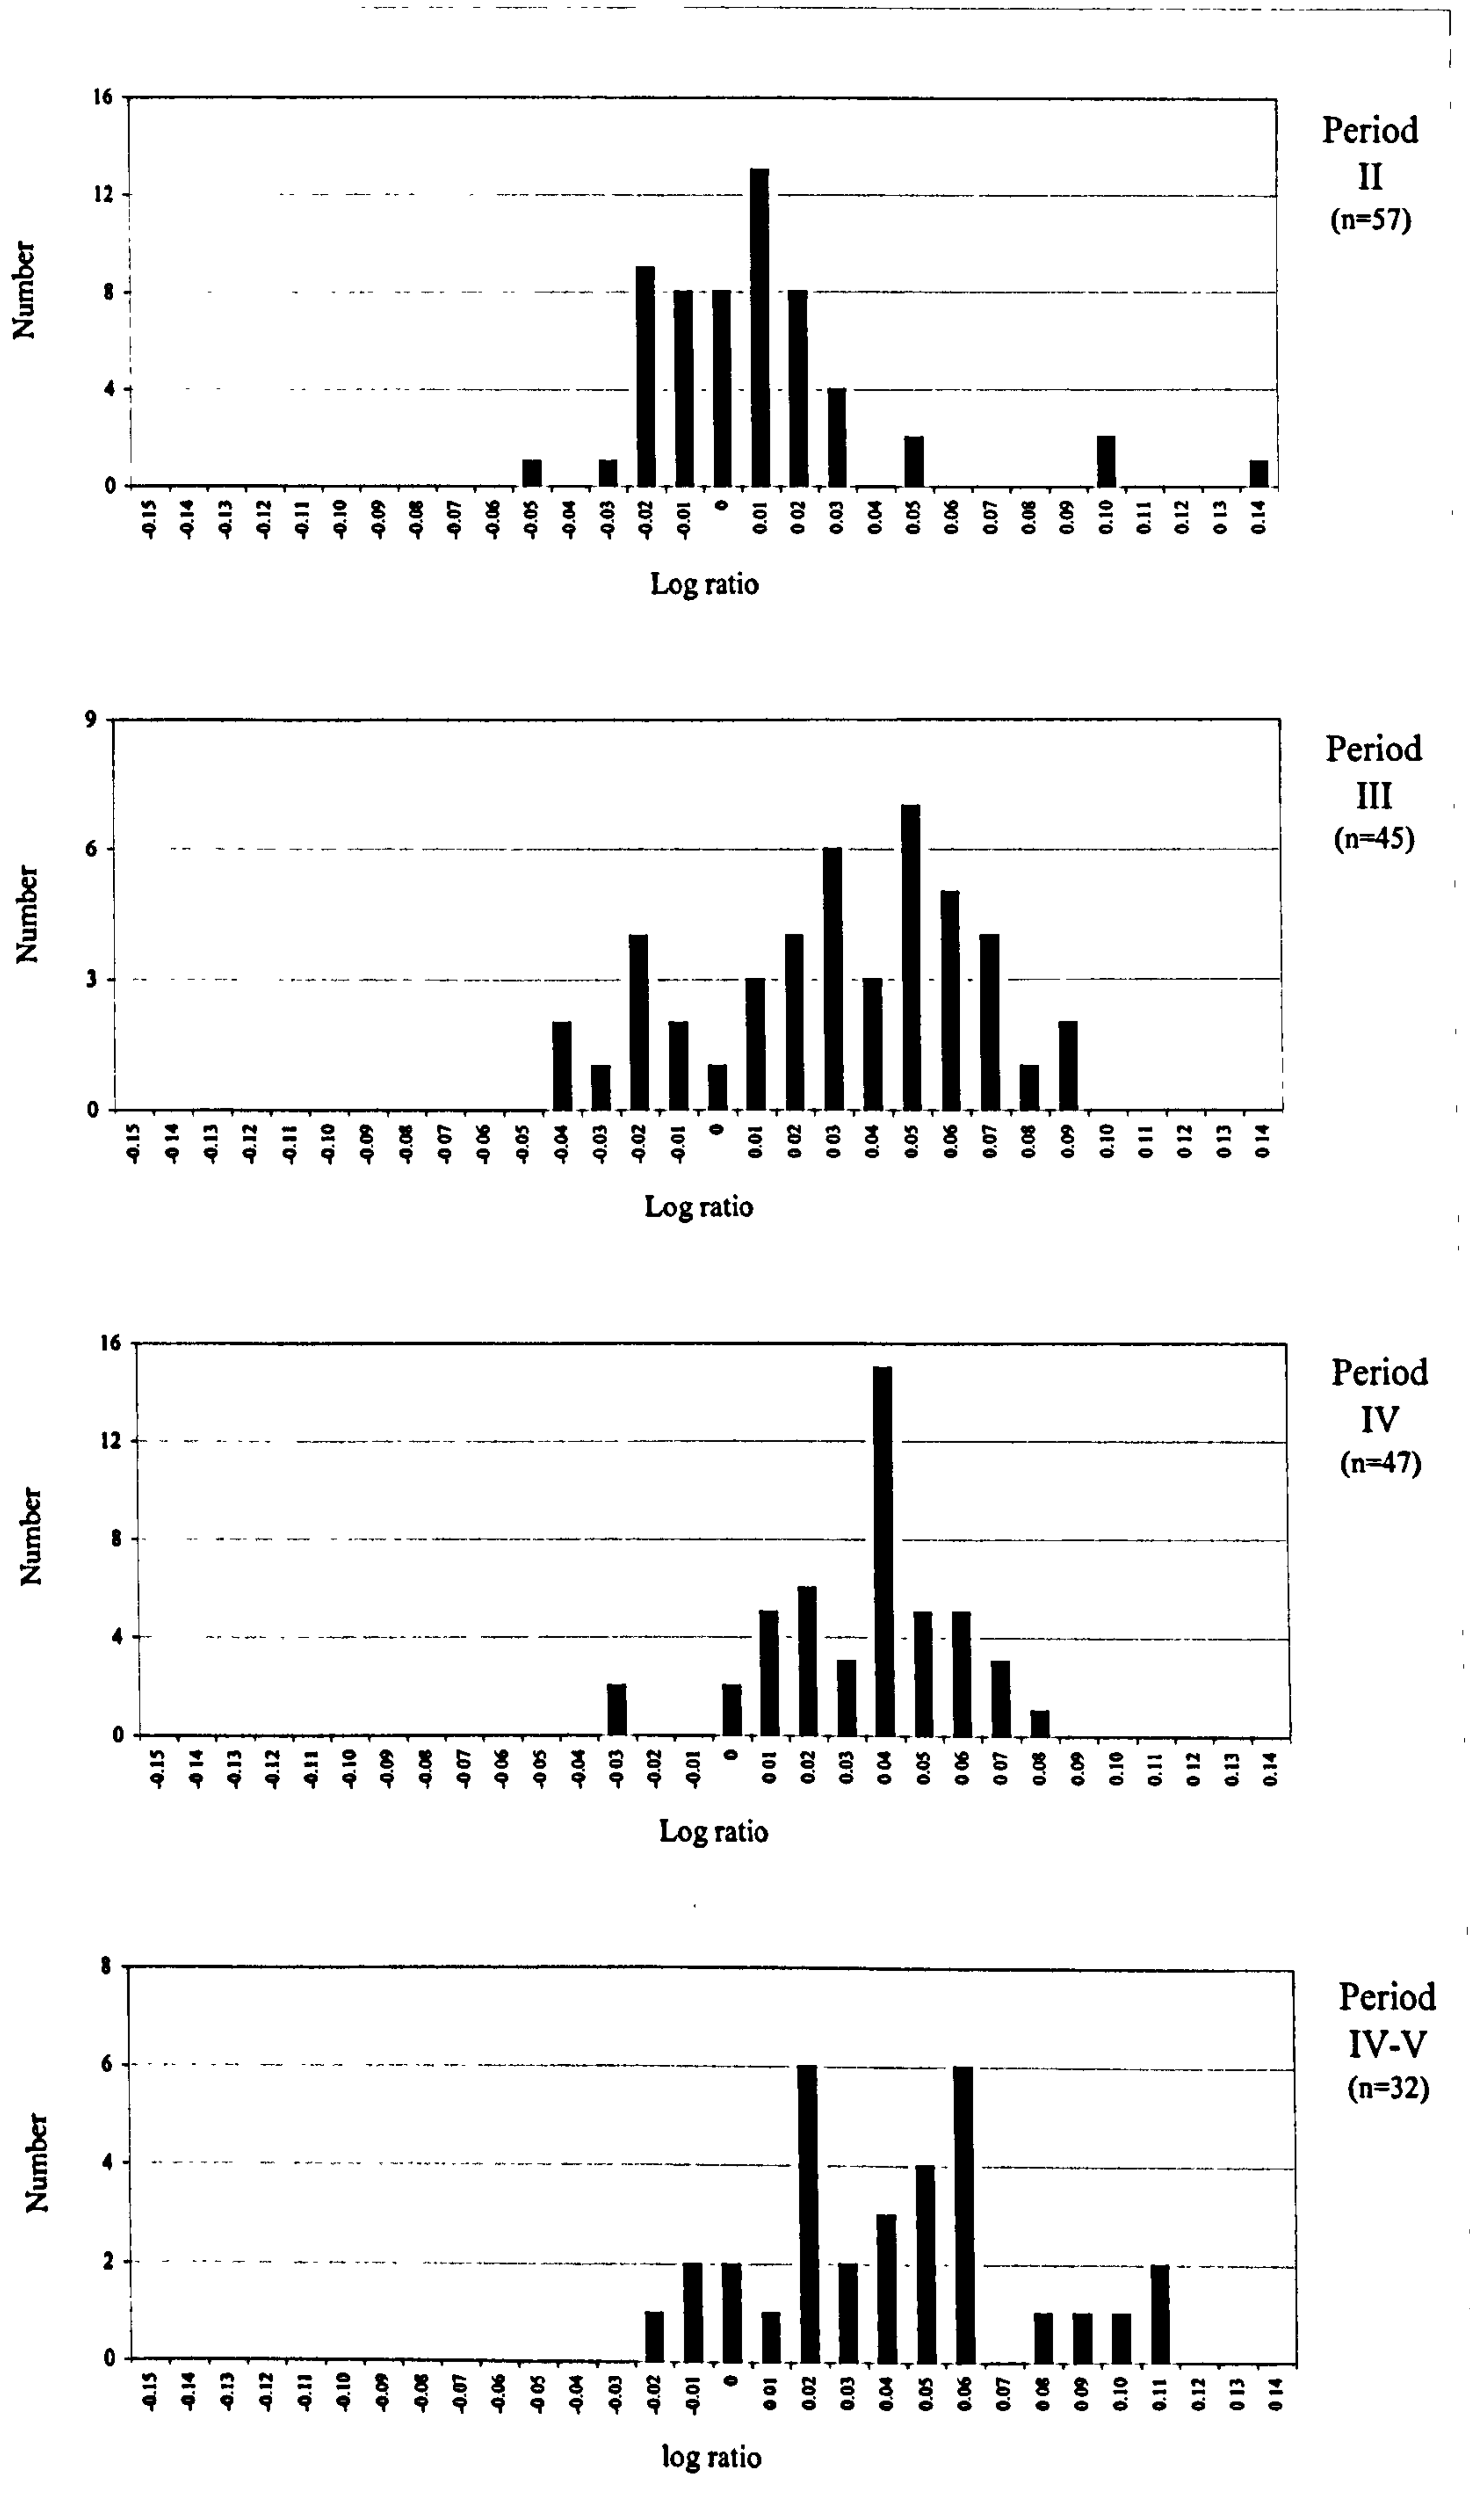 16
12
8
4
0
Number
-0.15 -0.14 -0.13 -0.12 -0.11 -0.10 -0.09 -0.08 -0.07 -0.06 -0.05 -0.04 -0.03 -0.02 -0.01 0 0.01 0.02 0.03 0.04 0.05 0.06 0.07 0.08 0.09 0.10 0.11 0.12 0.13 0.14
Log ratio
Period
II
(n=57)
9
6
3
0
Number
-0.15 -0.14 -0.13 -0.12 -0.11 -0.10 -0.09 -0.08 -0.07 -0.06 -0.05 -0.04 -0.03 -0.02 -0.01 0 0.01 0.02 0.03 0.04 0.05 0.06 0.07 0.08 0.09 0.10 0.11 0.12 0.13 0.14
Log ratio
Period
III
(n=45)
16
12
8
4
0
Number
-0.15 -0.14 -0.13 -0.12 -0.11 -0.10 -0.09 -0.08 -0.07 -0.06 -0.05 -0.04 -0.03 -0.02 -0.01 0 0.01 0.02 0.03 0.04 0.05 0.06 0.07 0.08 0.09 0.10 0.11 0.12 0.13 0.14
Log ratio
Period
IV
(n=47)
8
6
4
2
0
Number
-0.15 -0.14 -0.13 -0.12 -0.11 -0.10 -0.09 -0.08 -0.07 -0.06 -0.05 -0.04 -0.03 -0.02 -0.01 0 0.01 0.02 0.03 0.04 0.05 0.06 0.07 0.08 0.09 0.10 0.11 0.12 0.13 0.14
log ratio
Period
IV-V
(n=32)